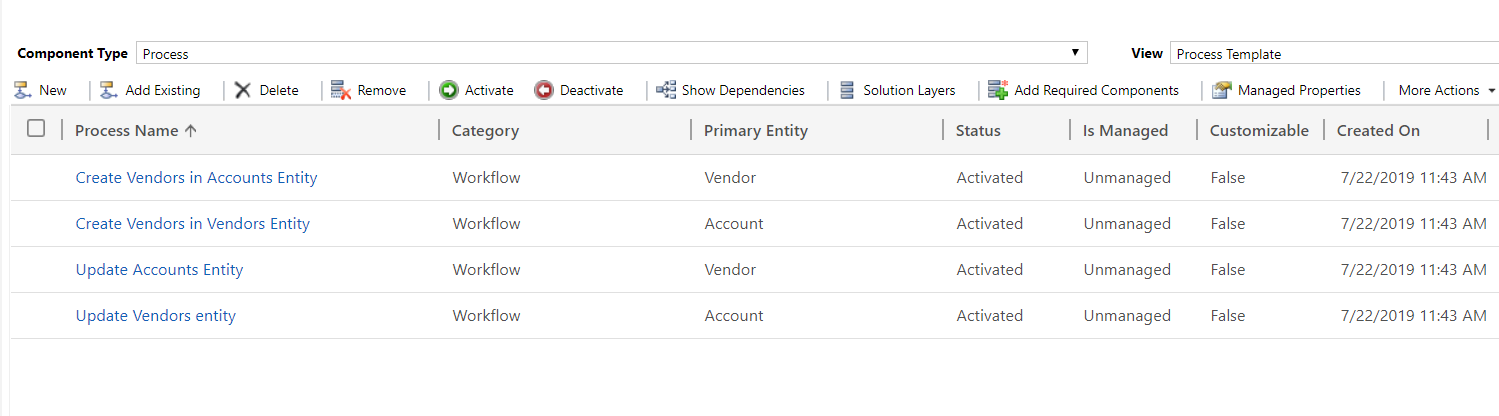 Component Type Process View Process Template
New Add Existing Delete Remove Activate Deactivate Show Dependencies Solution Layers Add Required Components Managed Properties More Actions
Process Name Category Primary Entity Status Is Managed Customizable Created On
Create Vendors in Accounts Entity Workflow Vendor Activated Unmanaged False 7/22/2019 11:43 AM
Create Vendors in Vendors Entity Workflow Account Activated Unmanaged False 7/22/2019 11:43 AM
Update Accounts Entity Workflow Vendor Activated Unmanaged False 7/22/2019 11:43 AM
Update Vendors entity Workflow Account Activated Unmanaged False 7/22/2019 11:43 AM